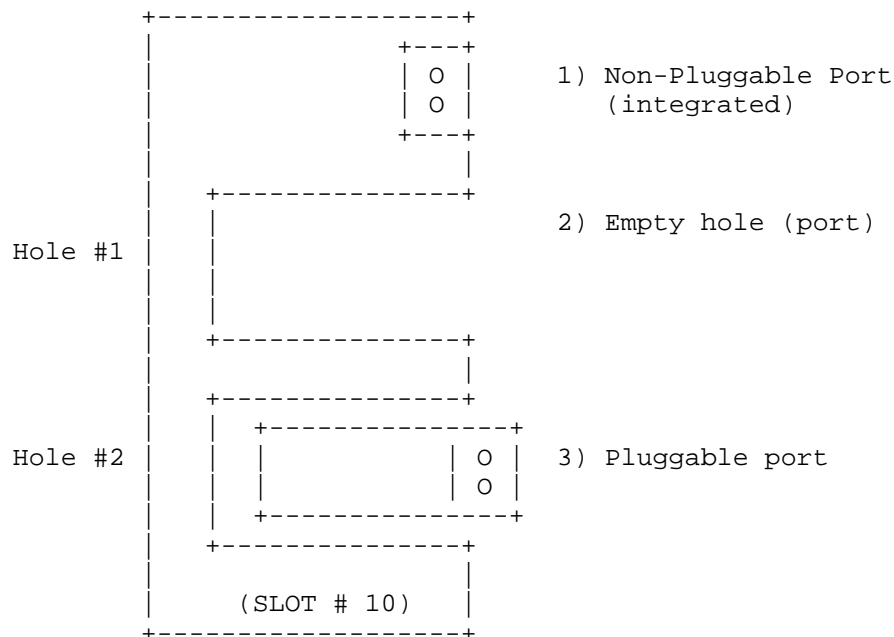 O 1) Non-Pluggable Port
O (integrated)
2) Empty hole (port)
Hole #1
Hole #2 O 3) Pluggable port
O
(SLOT # 10)